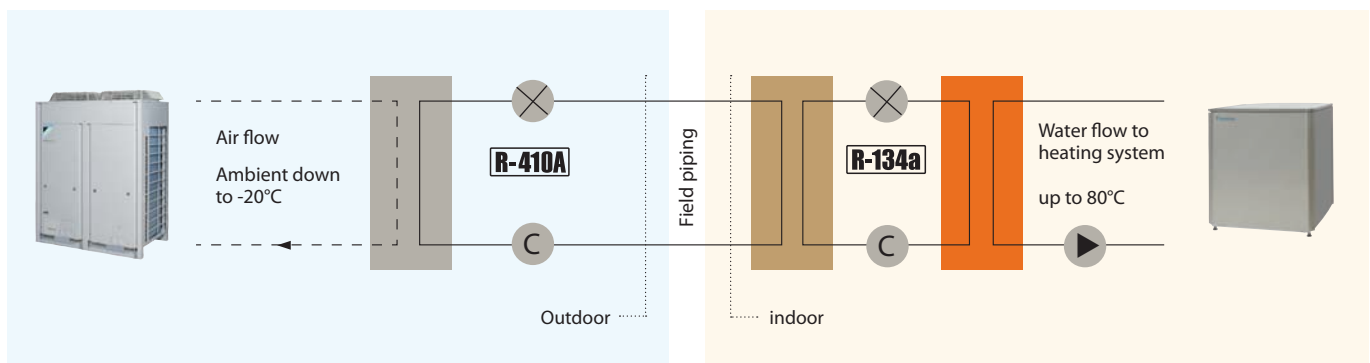 Air flow
Ambient down
to -20°C
R-410A
C
Outdoor
Field piping
indoor
R-134a
C
Water flow to
heating system
up to 80°C